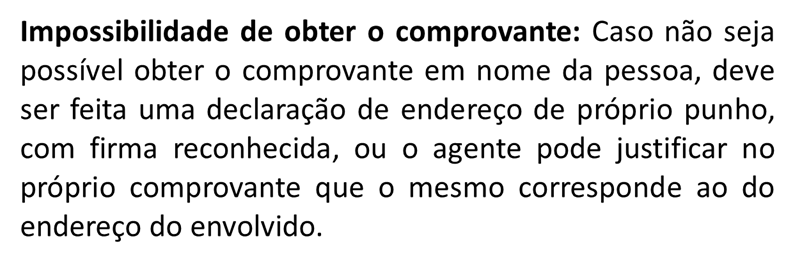 Impossibilidade de obter o comprovante: Caso não seja
possível obter o comprovante em nome da pessoa, deve
ser feita uma declaração de endereço de próprio punho,
com firma reconhecida, ou o agente pode justificar no
próprio comprovante que o mesmo corresponde ao do
endereço do envolvido.